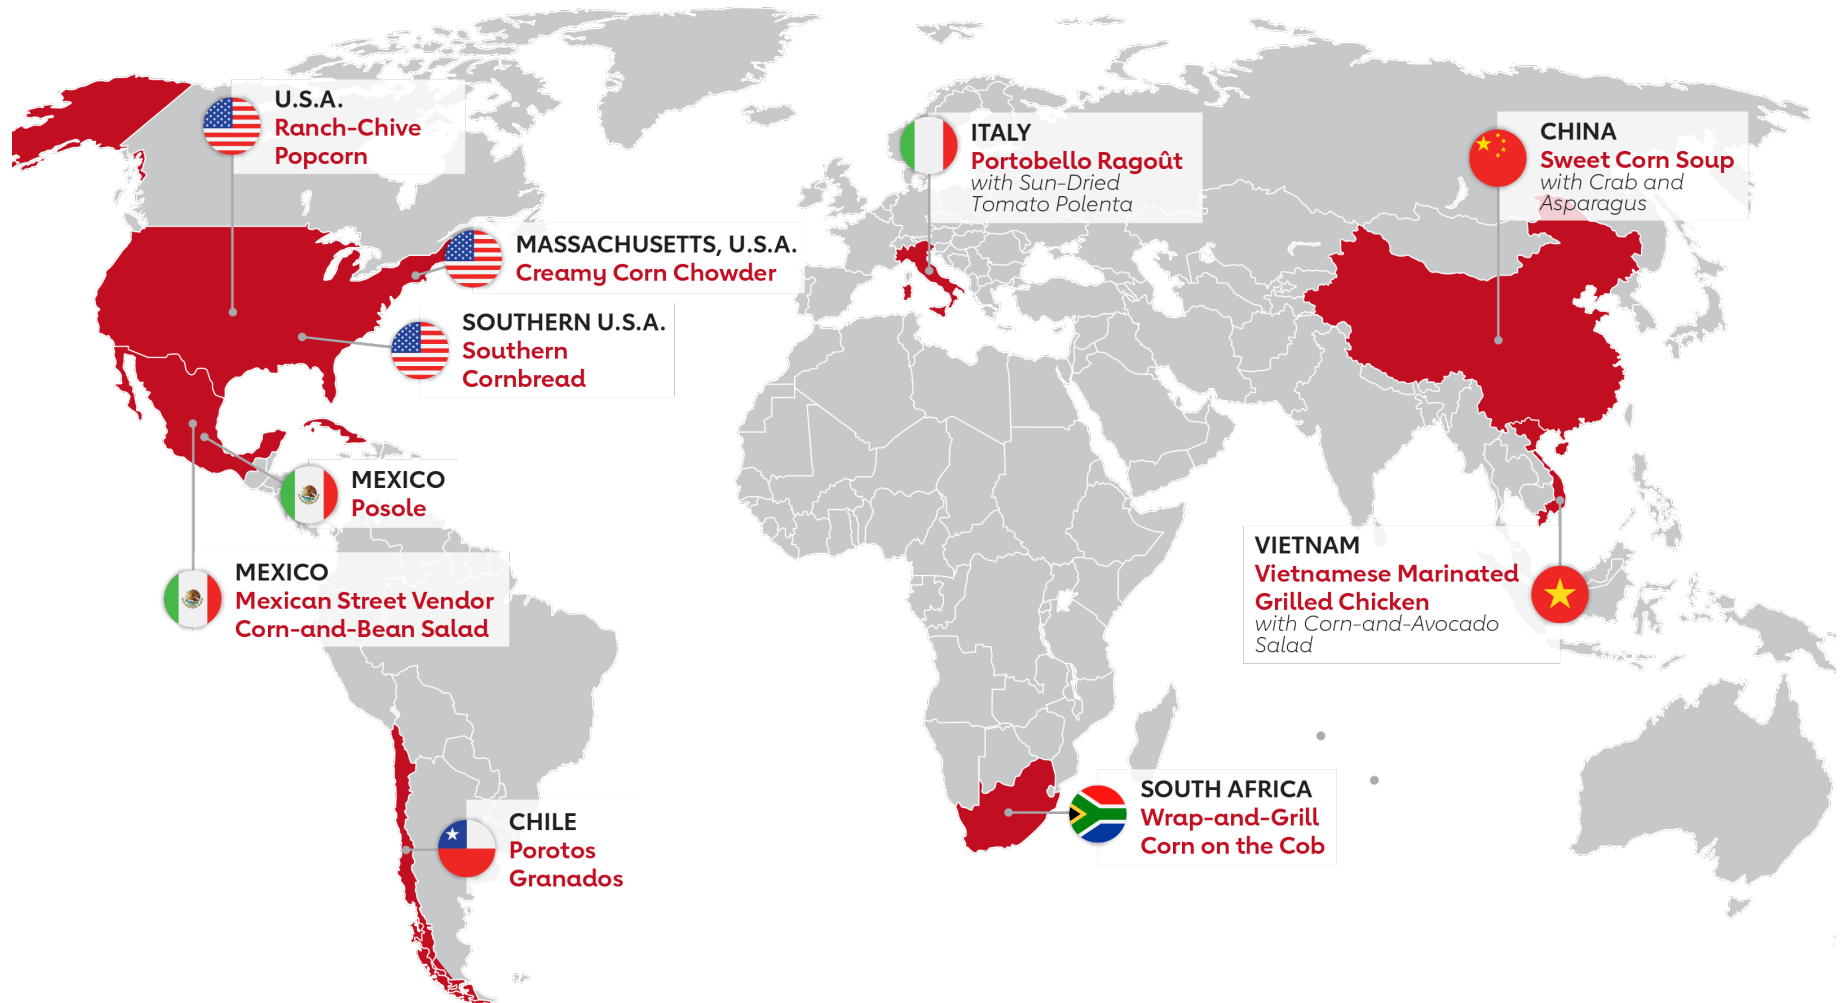 U.S.A.
Ranch-Chive
Popcorn
MASSACHUSETTS, U.S.A.
Creamy Corn Chowder
SOUTHERN U.S.A.
Southern
Cornbread
MEXICO
Posole
MEXICO
Mexican Street Vendor
Corn-and-Bean Salad
CHILE
Porotos
Granados
ITALY
Portobello Ragoût
with Sun-Dried
Tomato Polenta
SOUTH AFRICA
Wrap-and-Grill
Corn on the Cob
CHINA
Sweet Corn Soup
with Crab and
Asparagus
VIETNAM
Vietnamese Marinated
Grilled Chicken
with Corn-and-Avocado
Salad